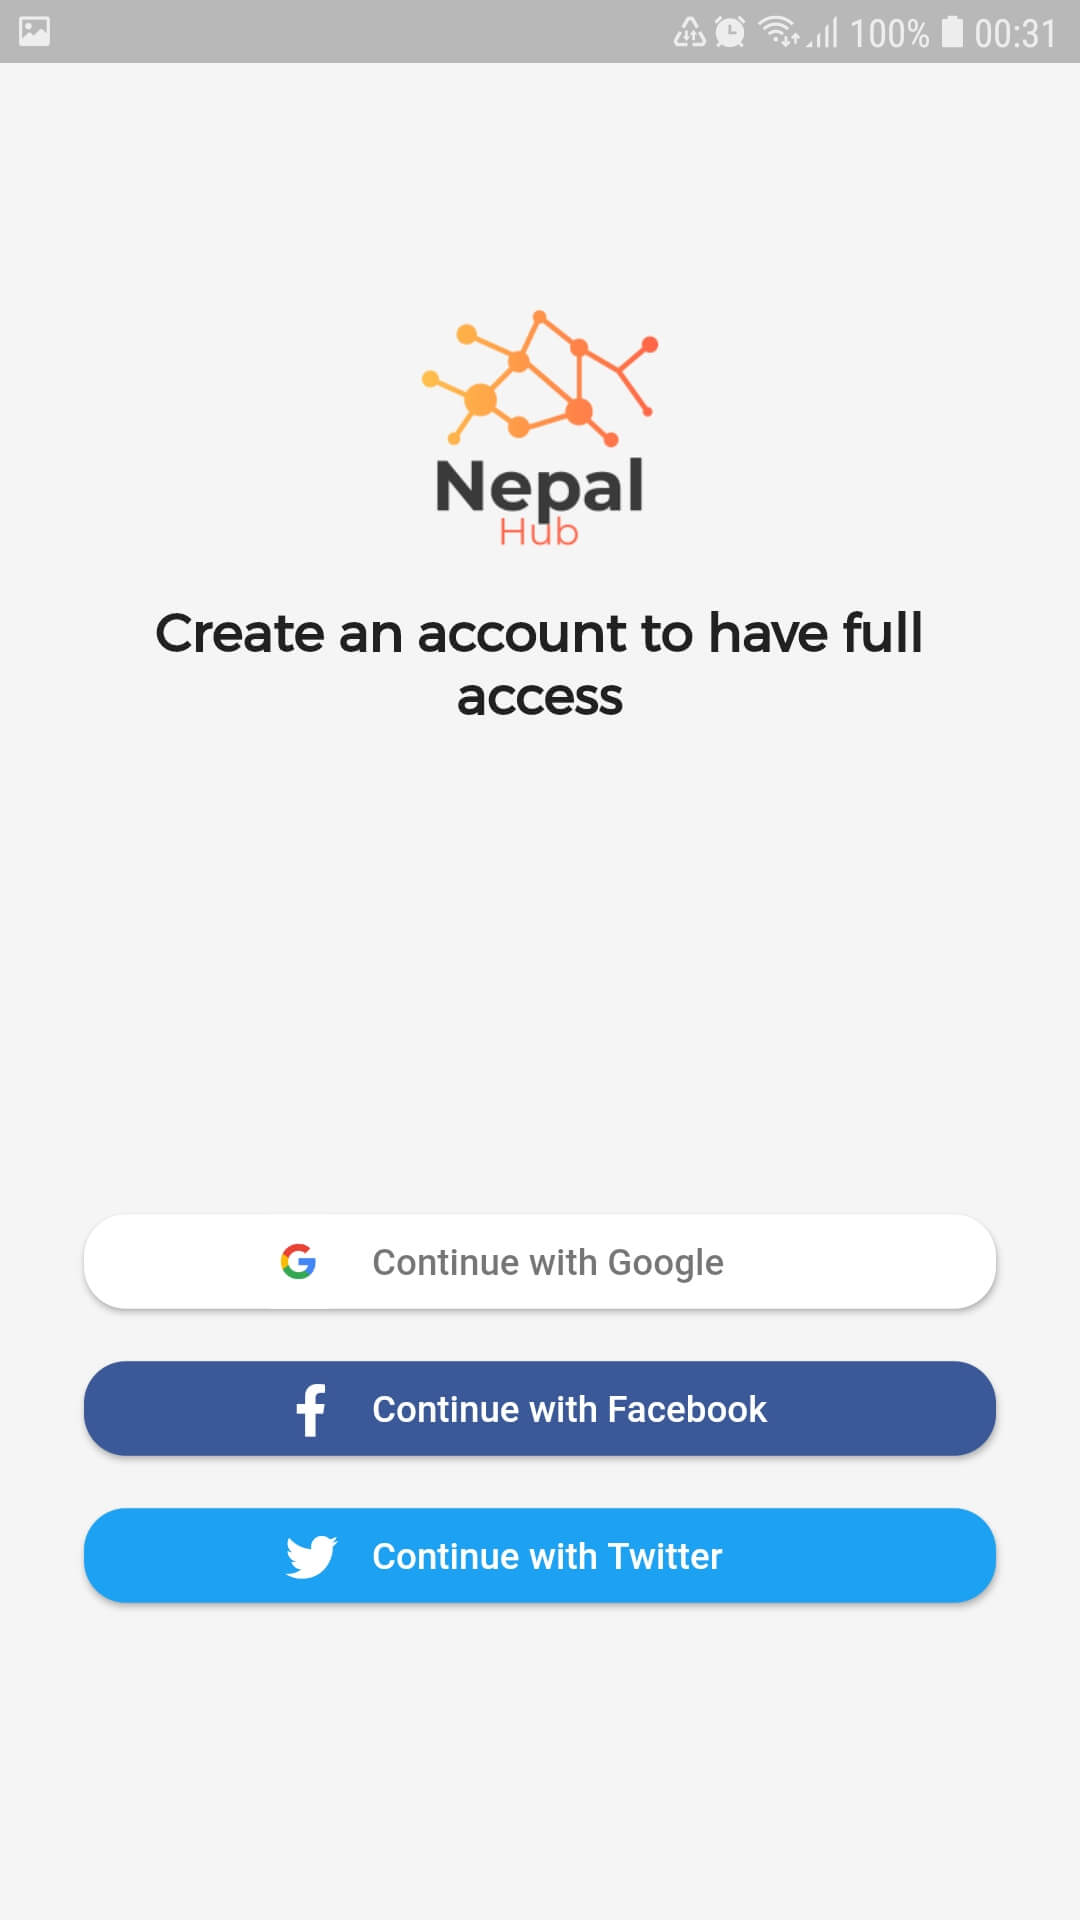 100% 00:31
Nepal
Hub
Create an account to have full
access
Continue with Google
Continue with Facebook
Continue with Twitter